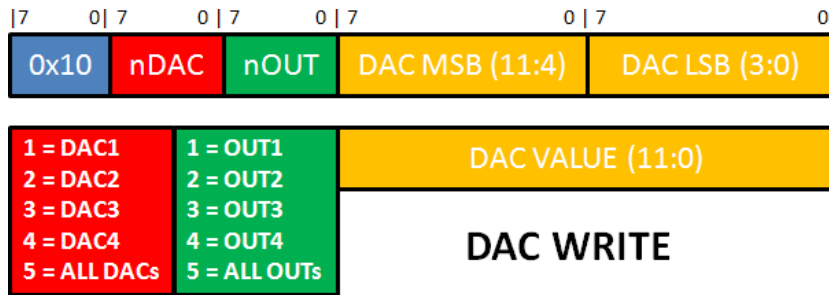 |7 0| 7 0 | 7 0 | 7 0 | 7 0
0x10 nDAC nOUT DAC MSB (11:4) DAC LSB (3:0)
1 = DAC1
2 = DAC2
3 = DAC3
4 = DAC4
5 = ALL DACs
1 = OUT1
2 = OUT2
3 = OUT3
4 = OUT4
5 = ALL OUTs
DAC VALUE (11:0)
DAC WRITE